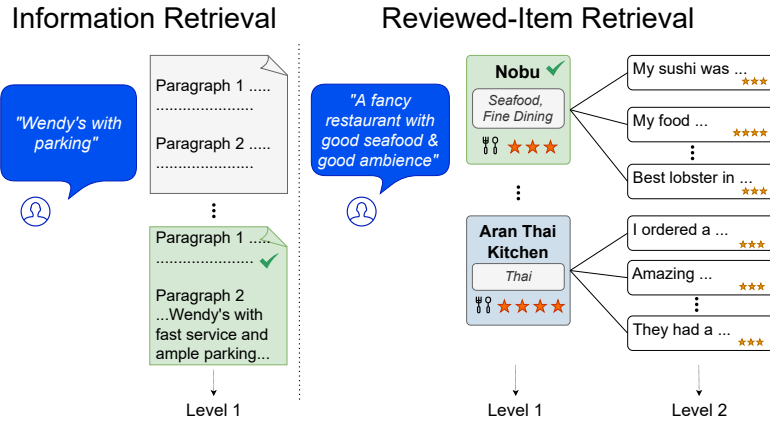 Information Retrieval
"Wendy's with
parking"
Paragraph 1 .....
......................
Paragraph 2 .....
......................
Paragraph 1 .....
......................
Paragraph 2
...Wendy's with
fast service and
ample parking...
Level 1
Reviewed-Item Retrieval
"A fancy
restaurant with
good seafood &
good ambience"
Nobu
Seafood,
Fine Dining
Aran Thai
Kitchen
Thai
Level 1
My sushi was ...
My food ...
Best lobster in ...
I ordered a ...
Amazing ...
They had a ...
Level 2